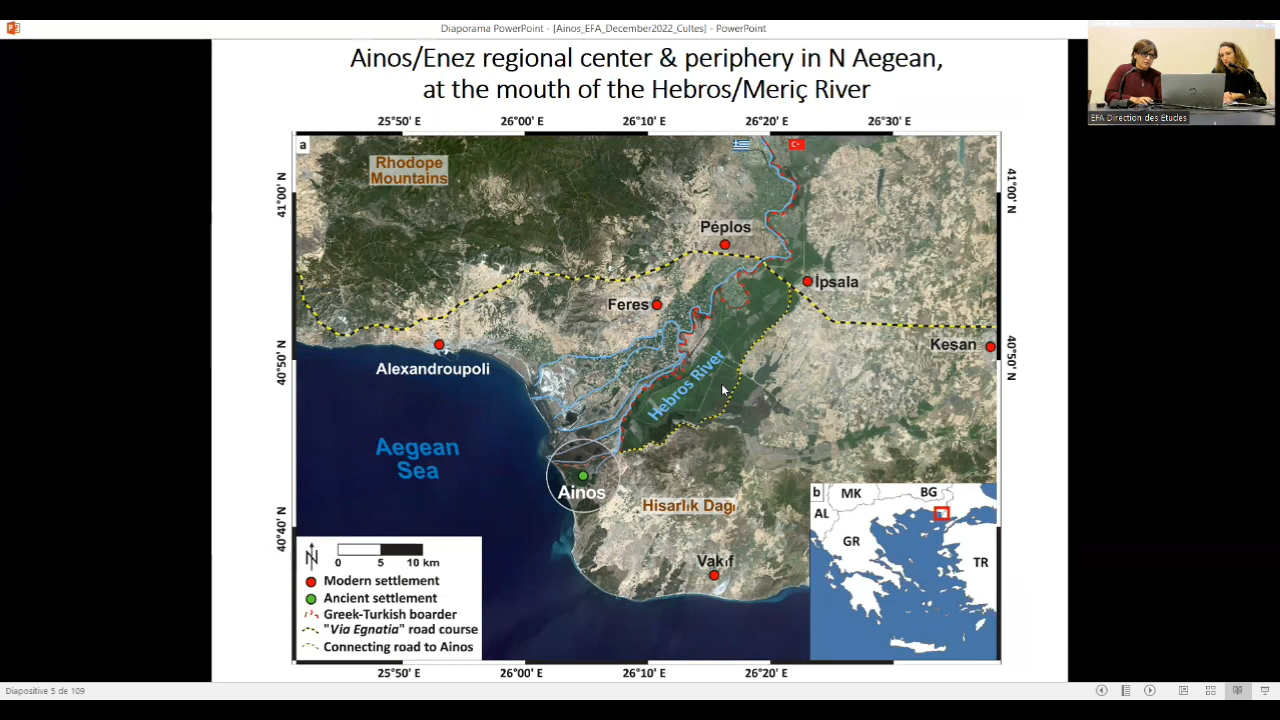 Diaporama PowerPoint - [Ainos_EFA_December2022_Cultes] - PowerPoint
Ainos/Enez regional center & periphery in N Aegean,
at the mouth of the Hebros/Meriç River
EFA Direction des Etudes
25°50' E 26°00' E 26°10' E 26°20' E 26°30' E
a
Rhodope
Mountains
41°00' N
41°00' N
Péplos
İpsala
Feres
Keşan
Alexandroupoli
40°50' N
40°50' N
Hebros River
Aegean
Sea
Ainos
Hisarlık Dağı
40°40' N
Vakıf
N
0 5 10 km
Modern settlement
Ancient settlement
Greek-Turkish boarder
"Via Egnatia" road course
Connecting road to Ainos
b
MK
BG
AL
GR
TR
25°50' E 26°00' E 26°10' E 26°20' E
Diapositive 5 de 109